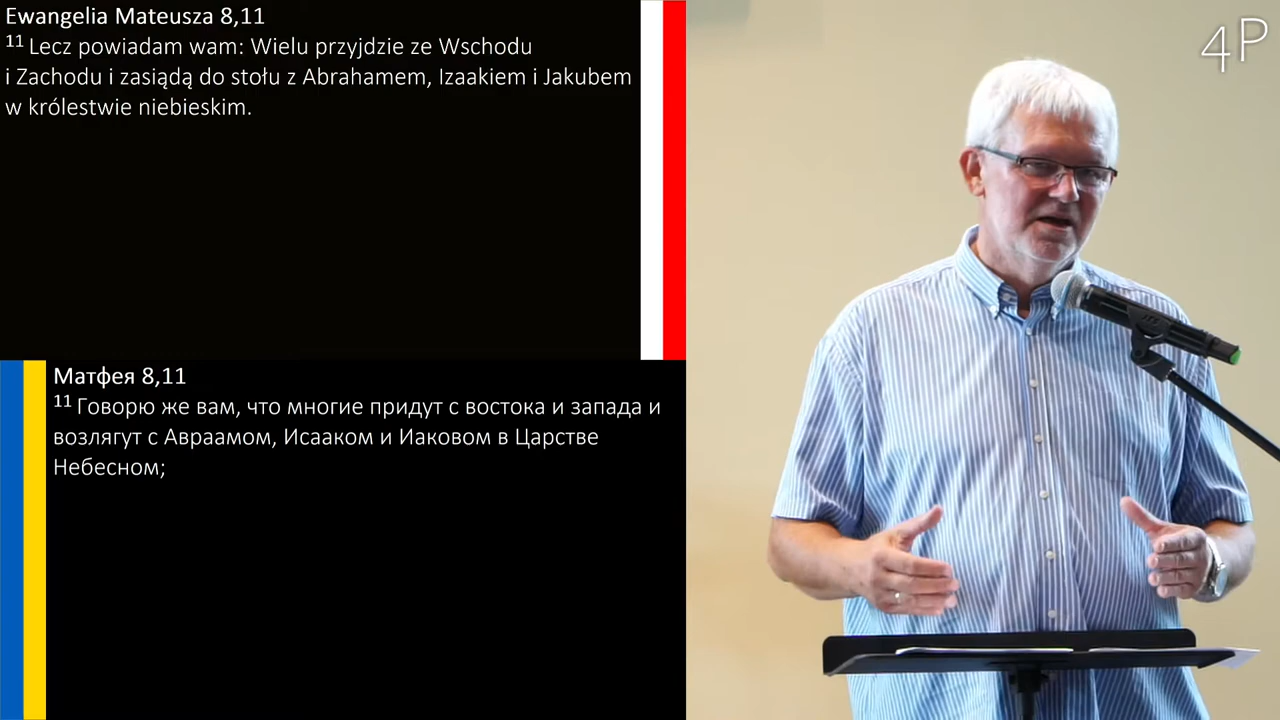 Ewangelia Mateusza 8,11
11 Lecz powiadam wam: Wielu przyjdzie ze Wschodu
i Zachodu i zasiądą do stołu z Abrahamem, Izaakiem i Jakubem
w królestwie niebieskim.
Матфея 8,11
11 Говорю же вам, что многие придут с востока и запада и
возлягут с Авраамом, Исааком и Иаковом в Царстве
Небесном;
4P